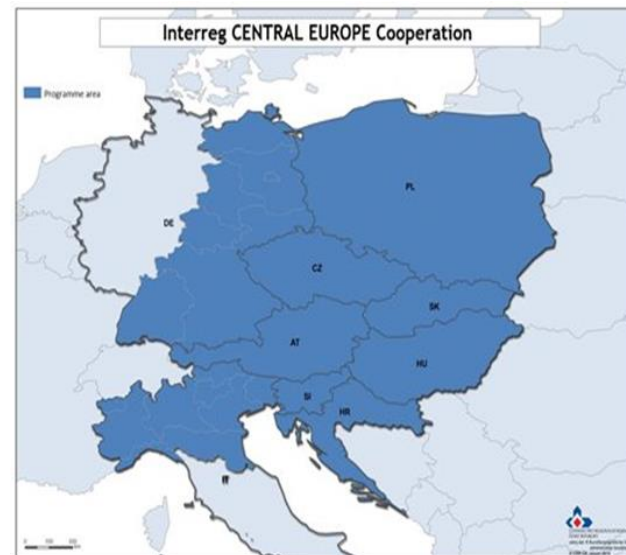 Interreg CENTRAL EUROPE Cooperation
Programme area
PL
DE
CZ
SK
AT
HU
SI
HR
IT